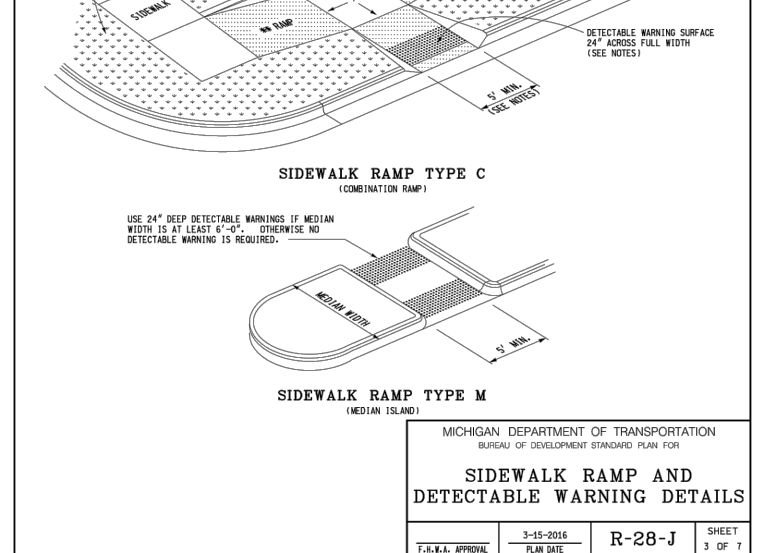 SIDEWALK
** RAMP
DETECTABLE WARNING SURFACE
24" ACROSS FULL WIDTH
(SEE NOTES)
5' MIN.
(SEE NOTES)
SIDEWALK RAMP TYPE C
(COMBINATION RAMP)
USE 24" DEEP DETECTABLE WARNINGS IF MEDIAN
WIDTH IS AT LEAST 6'-0". OTHERWISE NO
DETECTABLE WARNING IS REQUIRED.
MEDIAN WIDTH
5' MIN.
SIDEWALK RAMP TYPE M
(MEDIAN ISLAND)
MICHIGAN DEPARTMENT OF TRANSPORTATION
BUREAU OF DEVELOPMENT STANDARD PLAN FOR
SIDEWALK RAMP AND
DETECTABLE WARNING DETAILS
F.H.W.A. APPROVAL
3-15-2016
PLAN DATE
R-28-J
SHEET
3 OF 7